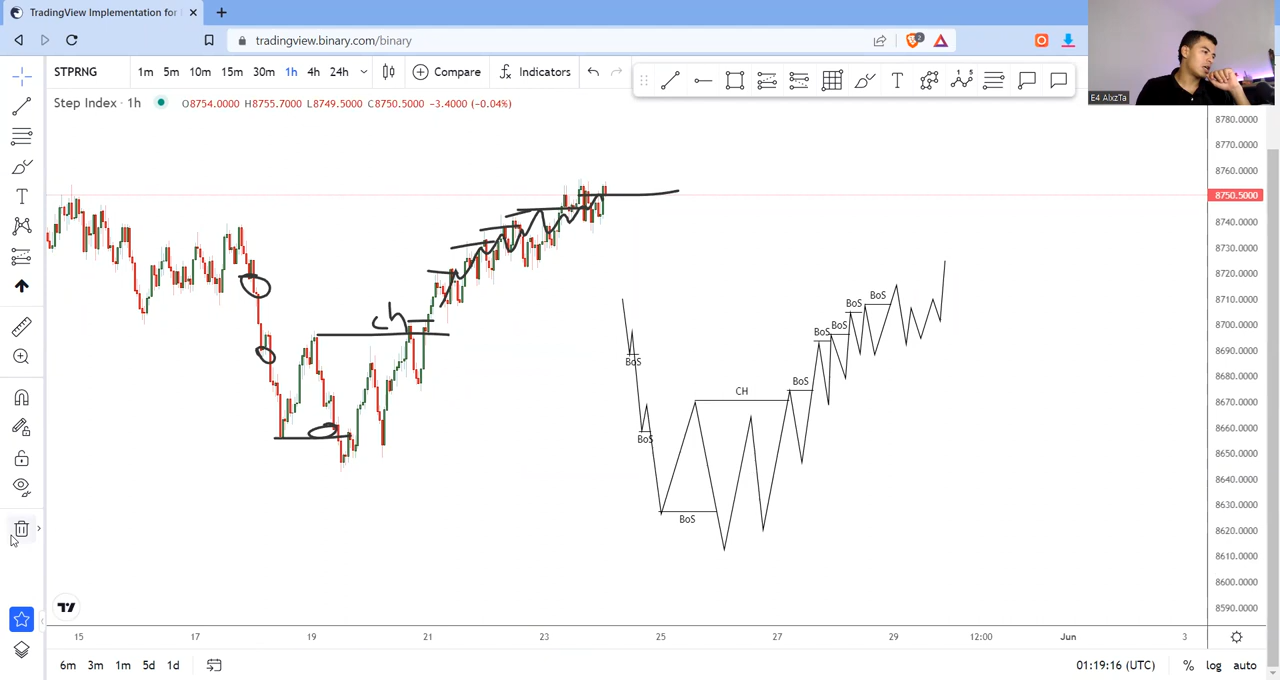 TradingView Implementation for
tradingview.binary.com/binary
2
E4 AlxzTa
STPRNG 1m 5m 10m 15m 30m 1h 4h 24h Compare Indicators
Step Index · 1h O8754.0000 H8755.7000 L8749.5000 C8750.5000 −3.4000 (−0.04%)
8780.0000
8770.0000
8760.0000
8750.5000
8740.0000
8730.0000
8720.0000
8710.0000
8700.0000
8690.0000
8680.0000
8670.0000
8660.0000
8650.0000
8640.0000
8630.0000
8620.0000
8610.0000
8600.0000
8590.0000
ch
BoS
BoS
BoS
CH
BoS
BoS
BoS
BoS
BoS
15 17 19 21 23 25 27 29 12:00 Jun 3
6m 3m 1m 5d 1d 01:19:16 (UTC) % log auto